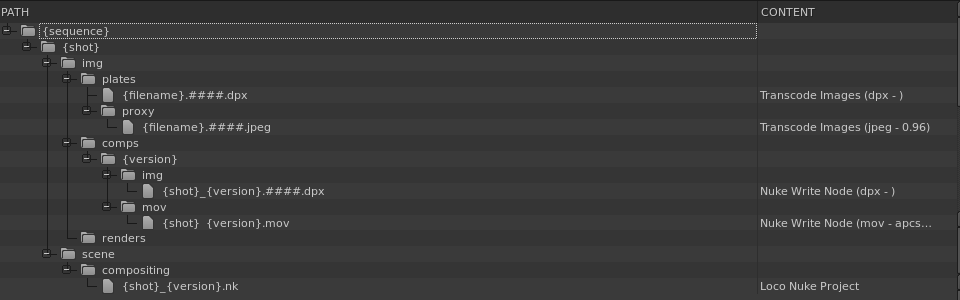 PATH CONTENT
{sequence}
{shot}
img
plates
{filename}.####.dpx Transcode Images (dpx - )
proxy
{filename}.####.jpeg Transcode Images (jpeg - 0.96)
comps
{version}
img
{shot}_{version}.####.dpx Nuke Write Node (dpx - )
mov
{shot} {version}.mov Nuke Write Node (mov - apcs...
renders
scene
compositing
{shot}_{version}.nk Loco Nuke Project